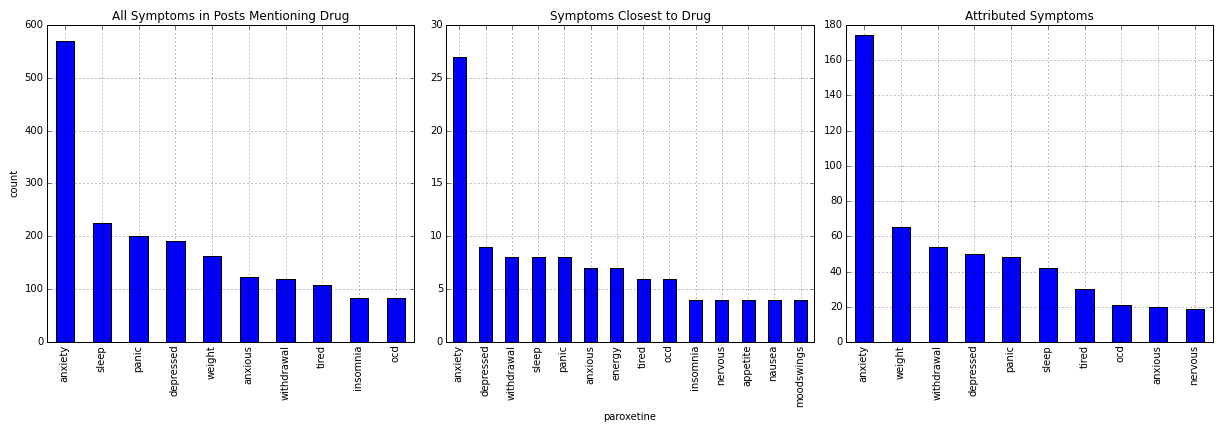 All Symptoms in Posts Mentioning Drug
600
500
400
300
200
100
0
count
anxiety
sleep
panic
depressed
weight
anxious
withdrawal
tired
insomnia
ocd
Symptoms Closest to Drug
30
25
20
15
10
5
0
anxiety
depressed
withdrawal
sleep
panic
anxious
energy
tired
ocd
insomnia
nervous
appetite
nausea
moodswings
paroxetine
Attributed Symptoms
180
160
140
120
100
80
60
40
20
0
anxiety
weight
withdrawal
depressed
panic
sleep
tired
ocd
anxious
nervous